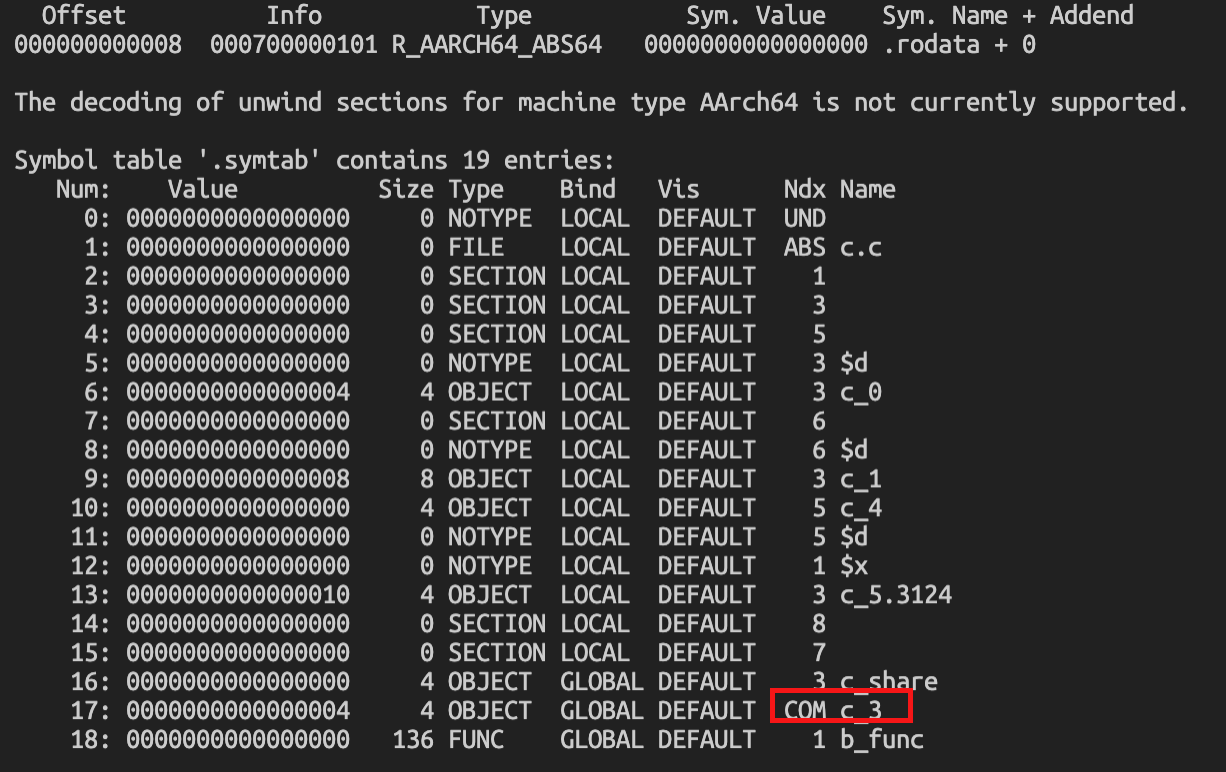 Offset          Info           Type           Sym. Value    Sym. Name + Addend
000000000008  000700000101 R_AARCH64_ABS64   0000000000000000 .rodata + 0
The decoding of unwind sections for machine type AArch64 is not currently supported.
Symbol table '.symtab' contains 19 entries:
   Num:    Value          Size Type    Bind   Vis      Ndx Name
     0: 0000000000000000     0 NOTYPE  LOCAL  DEFAULT  UND
     1: 0000000000000000     0 FILE    LOCAL  DEFAULT  ABS c.c
     2: 0000000000000000     0 SECTION LOCAL  DEFAULT    1
     3: 0000000000000000     0 SECTION LOCAL  DEFAULT    3
     4: 0000000000000000     0 SECTION LOCAL  DEFAULT    5
     5: 0000000000000000     0 NOTYPE  LOCAL  DEFAULT    3 $d
     6: 0000000000000004     4 OBJECT  LOCAL  DEFAULT    3 c_0
     7: 0000000000000000     0 SECTION LOCAL  DEFAULT    6
     8: 0000000000000000     0 NOTYPE  LOCAL  DEFAULT    6 $d
     9: 0000000000000008     8 OBJECT  LOCAL  DEFAULT    3 c_1
    10: 0000000000000000     4 OBJECT  LOCAL  DEFAULT    5 c_4
    11: 0000000000000000     0 NOTYPE  LOCAL  DEFAULT    5 $d
    12: 0000000000000000     0 NOTYPE  LOCAL  DEFAULT    1 $x
    13: 0000000000000010     4 OBJECT  LOCAL  DEFAULT    3 c_5.3124
    14: 0000000000000000     0 SECTION LOCAL  DEFAULT    8
    15: 0000000000000000     0 SECTION LOCAL  DEFAULT    7
    16: 0000000000000000     4 OBJECT  GLOBAL DEFAULT    3 c_share
    17: 0000000000000004     4 OBJECT  GLOBAL DEFAULT  COM c_3
    18: 0000000000000000   136 FUNC    GLOBAL DEFAULT    1 b_func